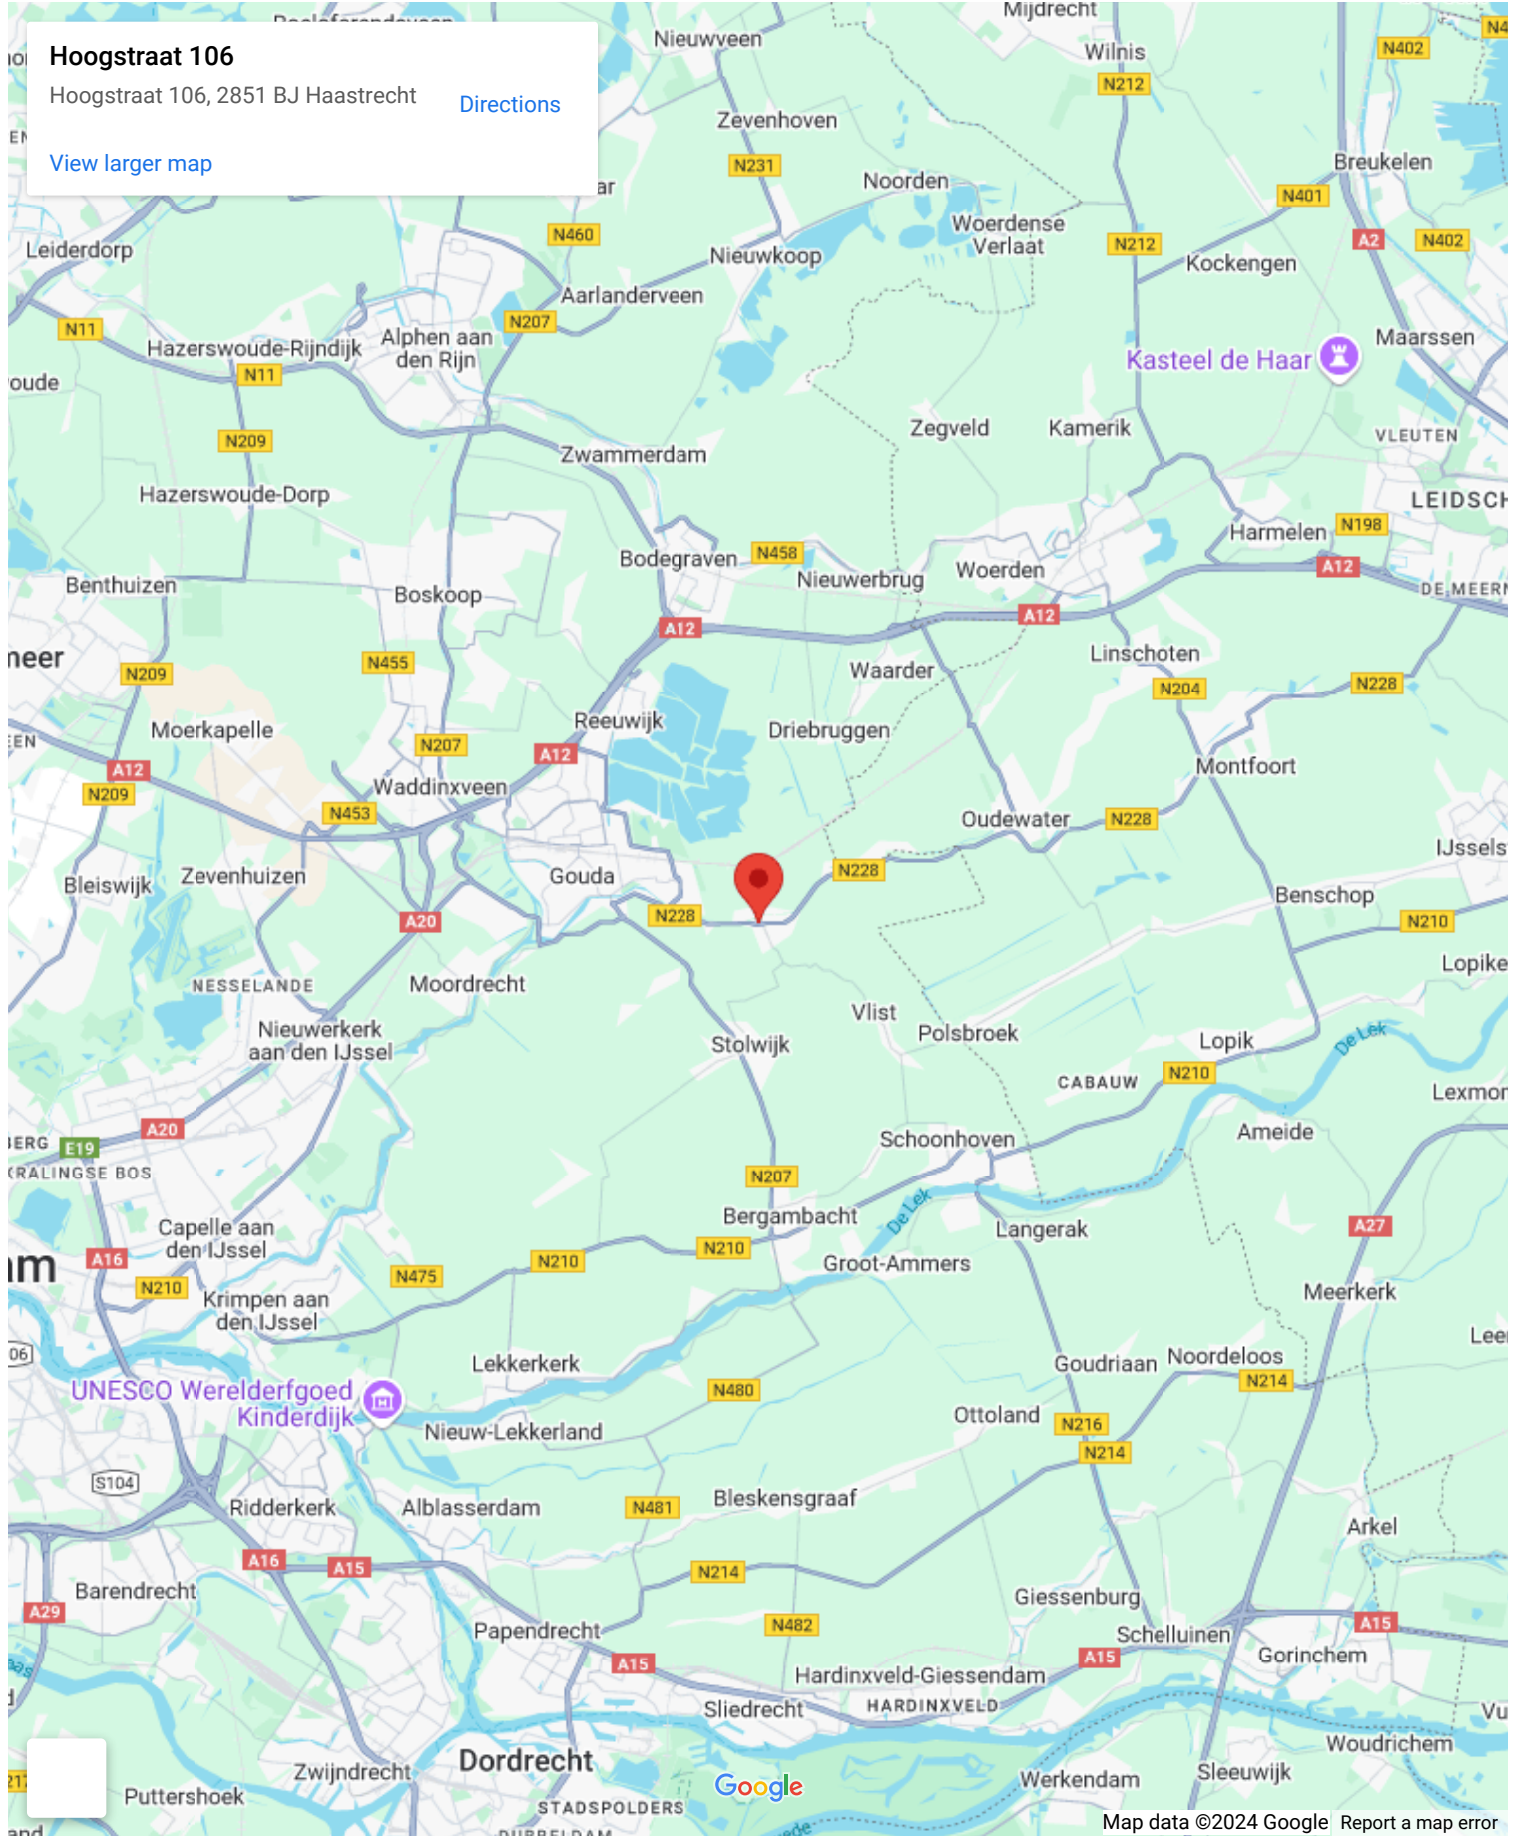 Hoogstraat 106
Hoogstraat 106, 2851 BJ Haastrecht
Directions
View larger map
Mijdrecht
Nieuwveen
Wilnis
N402
N212
Zevenhoven
N231
Breukelen
Noorden
N401
Woerdense
Verlaat
N460
N212
A2
N402
Leiderdorp
Nieuwkoop
Kockengen
Aarlanderveen
N207
N11
Alphen aan
den Rijn
Hazerswoude-Rijndijk
N11
Maarssen
Kasteel de Haar
Zegveld
Kamerik
VLEUTEN
N209
Zwammerdam
Hazerswoude-Dorp
N198
Harmelen
Bodegraven
N458
Nieuwerbrug
Woerden
A12
Benthuizen
Boskoop
A12
A12
Linschoten
N455
N209
Waarder
N204
N228
Reeuwijk
Driebruggen
Moerkapelle
N207
A12
Montfoort
A12
N209
Waddinxveen
N453
Oudewater
N228
N228
Zevenhuizen
Bleiswijk
Gouda
Benschop
A20
N228
N210
NESSELANDE
Moordrecht
Vlist
Polsbroek
Nieuwerkerk
aan den IJssel
Stolwijk
Lopik
De Lek
N210
CABAUW
A20
E19
Ameide
Schoonhoven
KRALINGSE BOS
N207
Bergambacht
De Lek
Langerak
A27
Capelle aan
den IJssel
A16
N210
N210
Groot-Ammers
N475
N210
Krimpen aan
den IJssel
Meerkerk
Lekkerkerk
Goudriaan
Noordeloos
N214
UNESCO Werelderfgoed
Kinderdijk
N480
Ottoland
N216
Nieuw-Lekkerland
N214
S104
Ridderkerk
Alblasserdam
N481
Bleskensgraaf
Arkel
A16
A15
N214
Barendrecht
A29
Giessenburg
N482
A15
Papendrecht
Schelluinen
A15
A15
Gorinchem
Hardinxveld-Giessendam
Sliedrecht
HARDINXVELD
Woudrichem
Zwijndrecht
Dordrecht
Google
Werkendam
Sleeuwijk
Puttershoek
STADSPOLDERS
Map data ©2024 Google
Report a map error